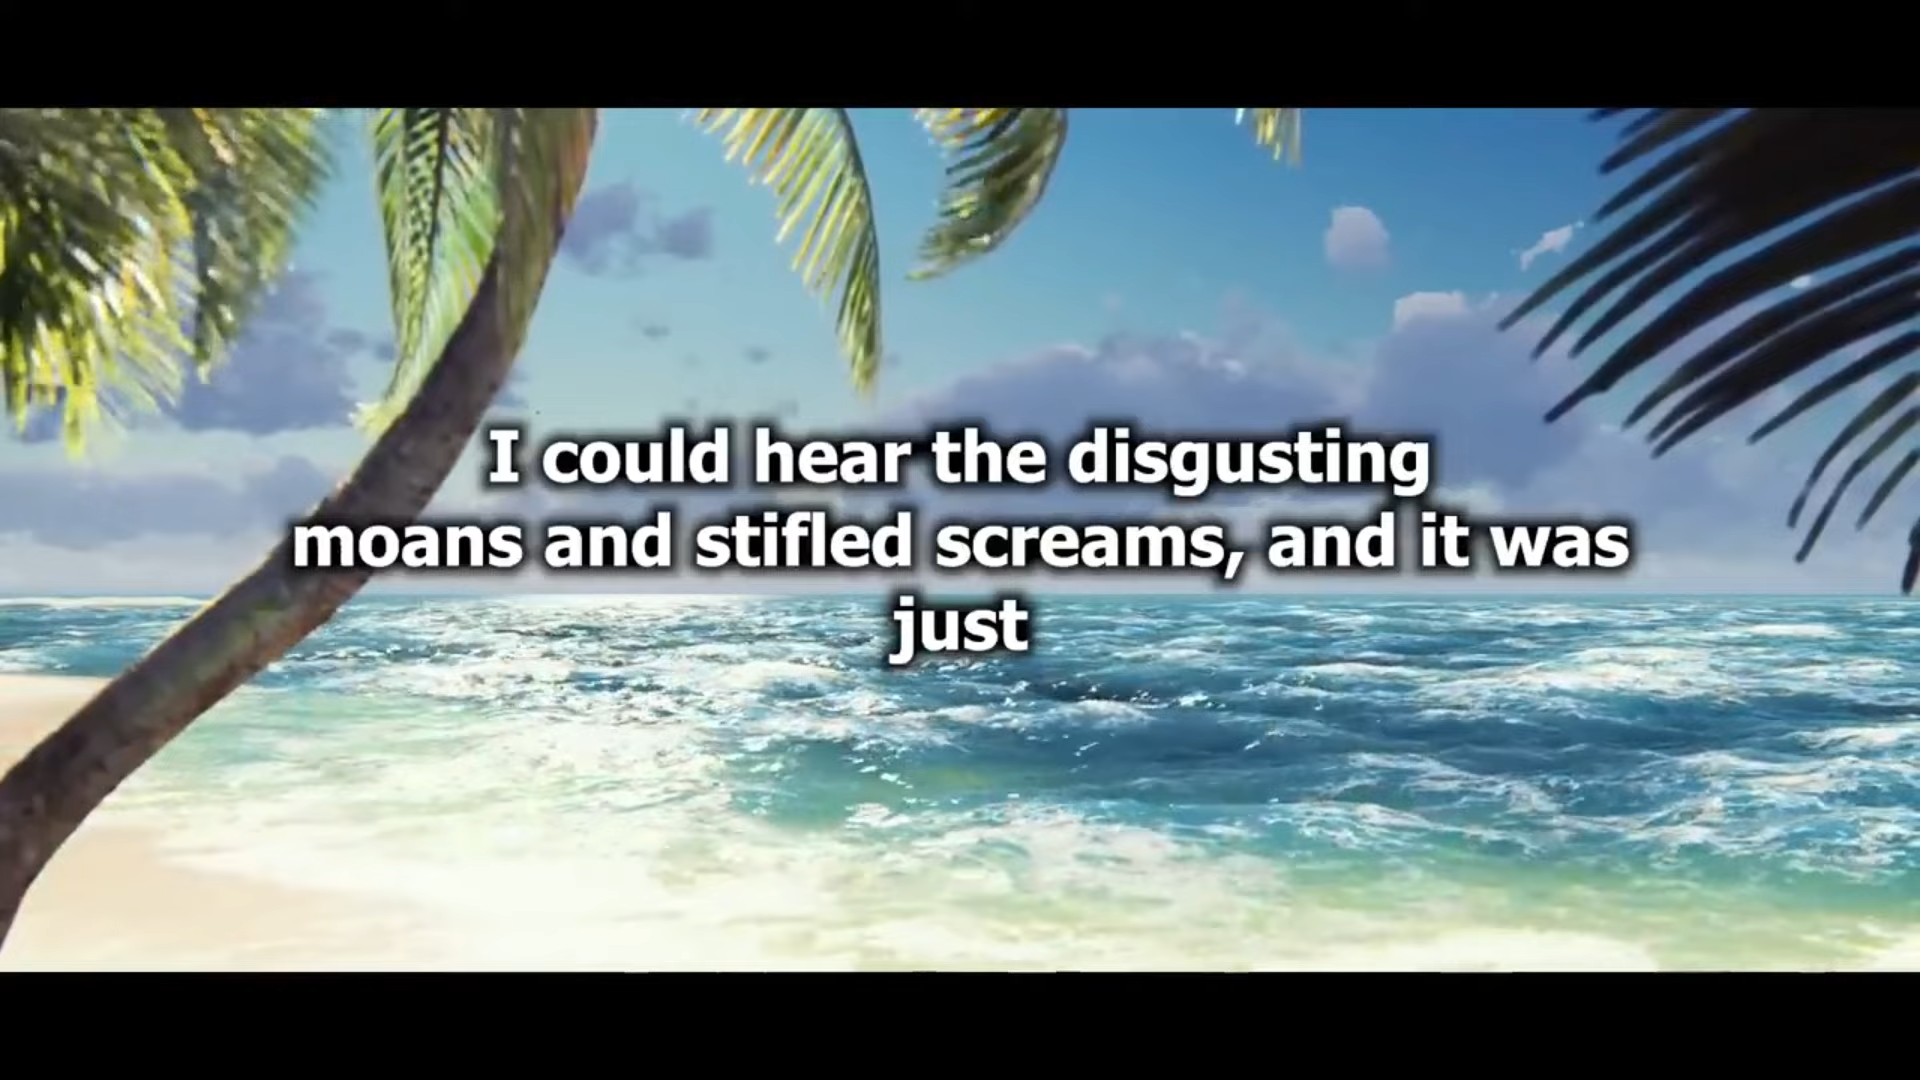 I could hear the disgusting
moans and stifled screams, and it was
just